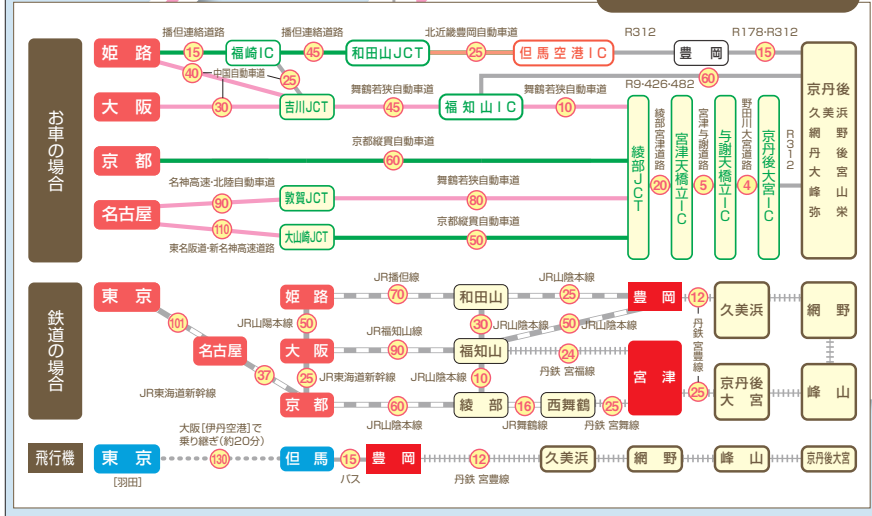 お車の場合
播但連絡道路
播但連絡道路
北近畿豊岡自動車道
R312
R178・R312
姫路
15
福崎IC
45
和田山JCT
25
但馬空港IC
豊岡
15
40
中国自動車道
25
60
京丹後
久美浜
網野
丹後
大宮
峰山
弥栄
大阪
30
吉川JCT
舞鶴若狭自動車道
45
福知山IC
舞鶴若狭自動車道
10
R9・426・482
京都
京都縦貫自動車道
60
綾部JCT
綾部宮津道路
20
宮津天橋立IC
宮津与謝道路
5
与謝天橋立IC
野田川大宮道路
4
京丹後大宮IC
R312
名古屋
名神高速・北陸自動車道
90
敦賀JCT
舞鶴若狭自動車道
80
110
東名阪道・新名神高速道路
大山崎JCT
京都縦貫自動車道
50
鉄道の場合
東京
101
名古屋
37
JR東海道新幹線
姫路
JR播但線
70
和田山
JR山陰本線
25
豊岡
12
久美浜
網野
JR山陽本線
50
30
JR山陰本線
50
JR山陰本線
丹鉄 宮豊線
大阪
JR福知山線
90
福知山
24
丹鉄 宮福線
宮津
25
JR東海道新幹線
JR山陰本線
10
25
京丹後大宮
峰山
京都
60
JR山陰本線
綾部
16
JR舞鶴線
西舞鶴
25
丹鉄 宮舞線
飛行機
東京
[羽田]
大阪[伊丹空港]で
乗り継ぎ(約20分)
130
但馬
15
バス
豊岡
12
丹鉄 宮豊線
久美浜
網野
峰山
京丹後大宮